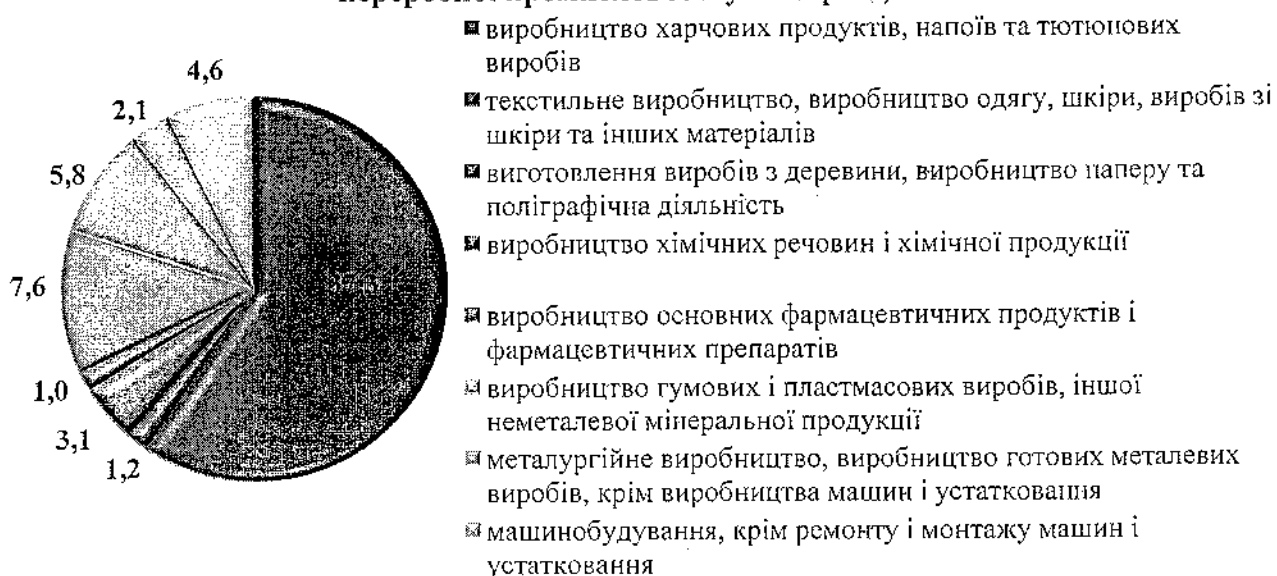 4,6
2,1
5,8
7,6
1,0
3,1
1,2
виробництво харчових продуктів, напоїв та тютюнових
виробів
текстильне виробництво, виробництво одягу, шкіри, виробів зі
шкіри та інших матеріалів
виготовлення виробів з деревини, виробництво паперу та
поліграфічна діяльність
виробництво хімічних речовин і хімічної продукції
виробництво основних фармацевтичних продуктів і
фармацевтичних препаратів
виробництво гумових і пластмасових виробів, іншої
неметалевої мінеральної продукції
металургійне виробництво, виробництво готових металевих
виробів, крім виробництва машин і устатковання
машинобудування, крім ремонту і монтажу машин і
устатковання